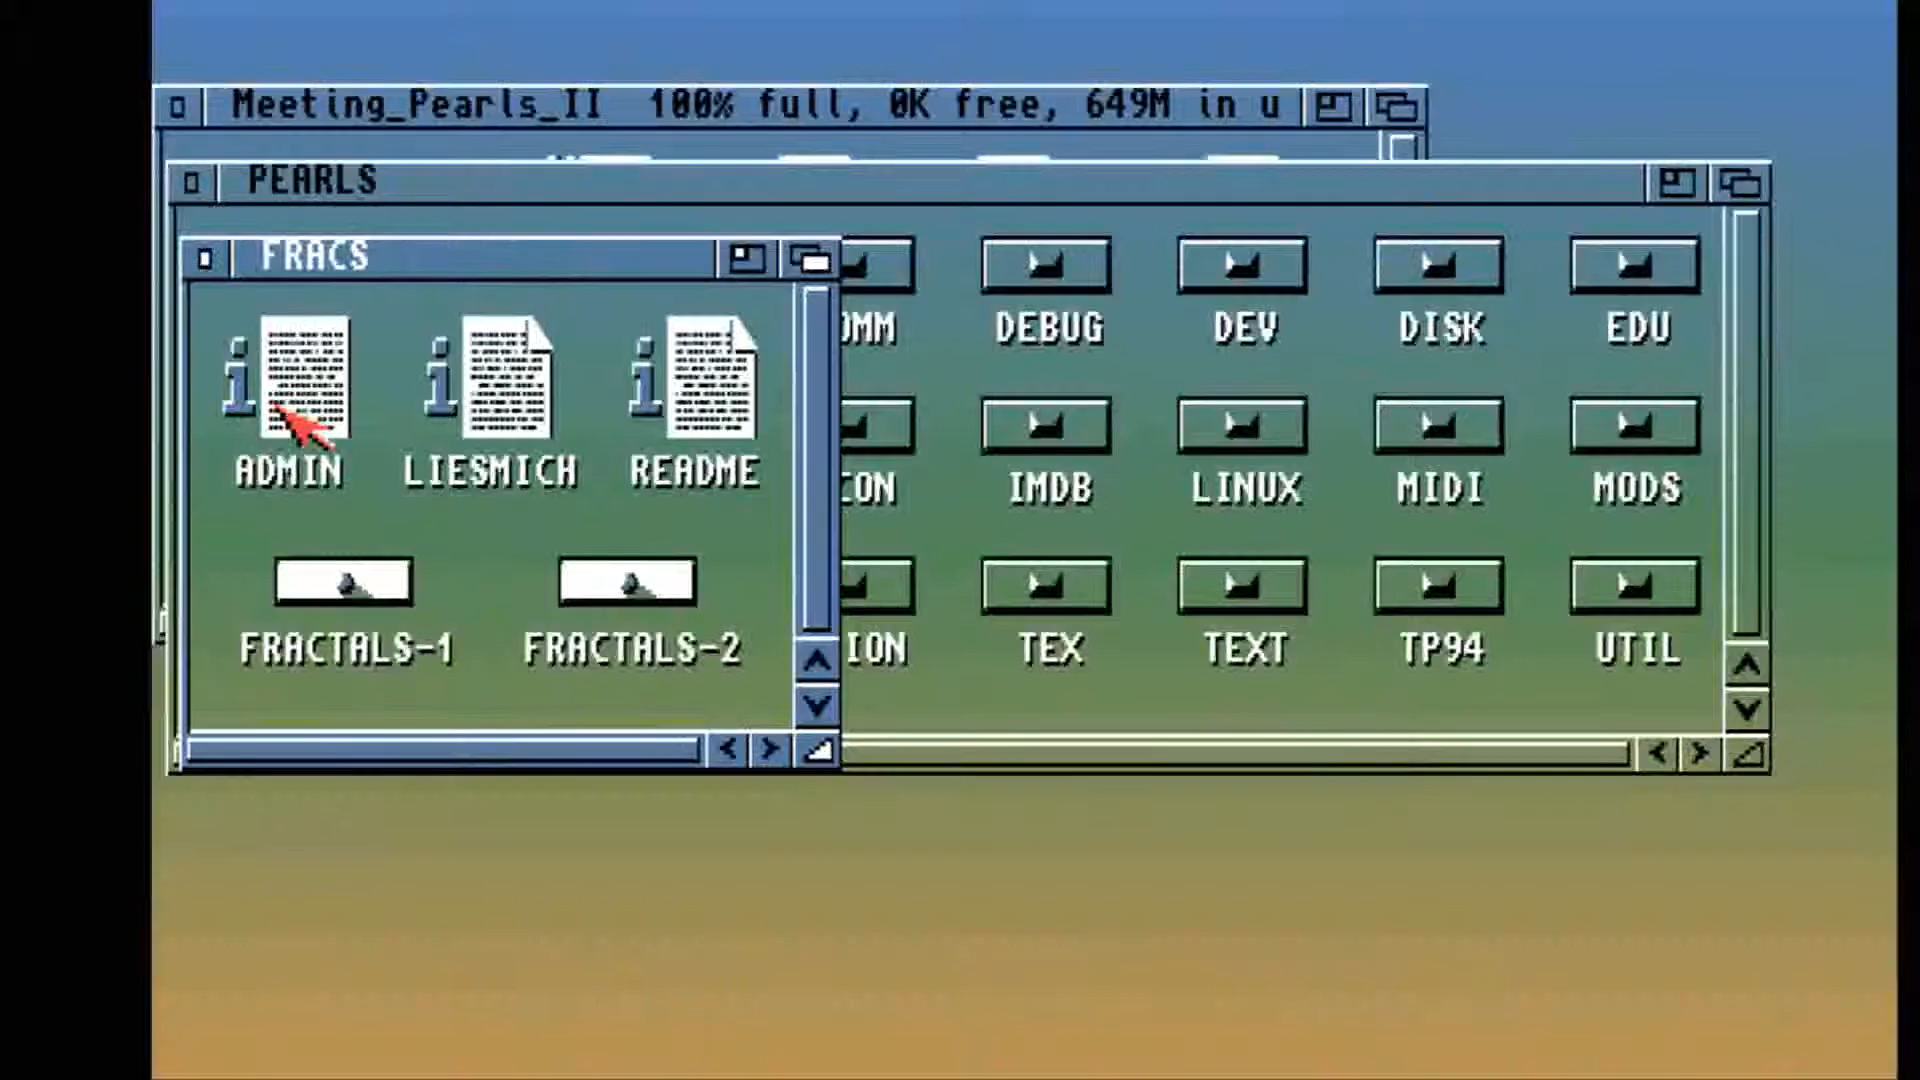 Meeting_Pearls_II 100% full, 0K free, 649M in u
PEARLS
FRACS
DEBUG DEV DISK EDU
ADMIN LIESMICH README
IMDB LINUX MIDI MODS
FRACTALS-1 FRACTALS-2
TEX TEXT TP94 UTIL